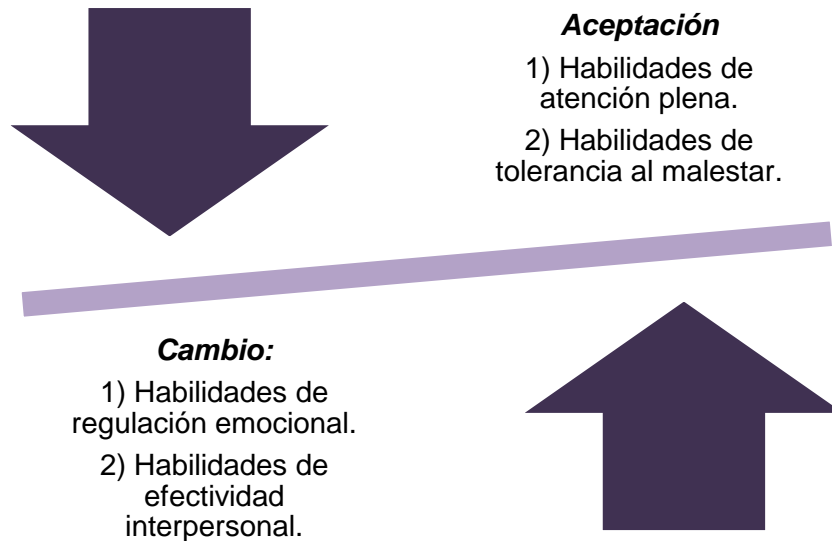 Aceptación
1) Habilidades de
atención plena.
2) Habilidades de
tolerancia al malestar.
Cambio:
1) Habilidades de
regulación emocional.
2) Habilidades de
efectividad
interpersonal.